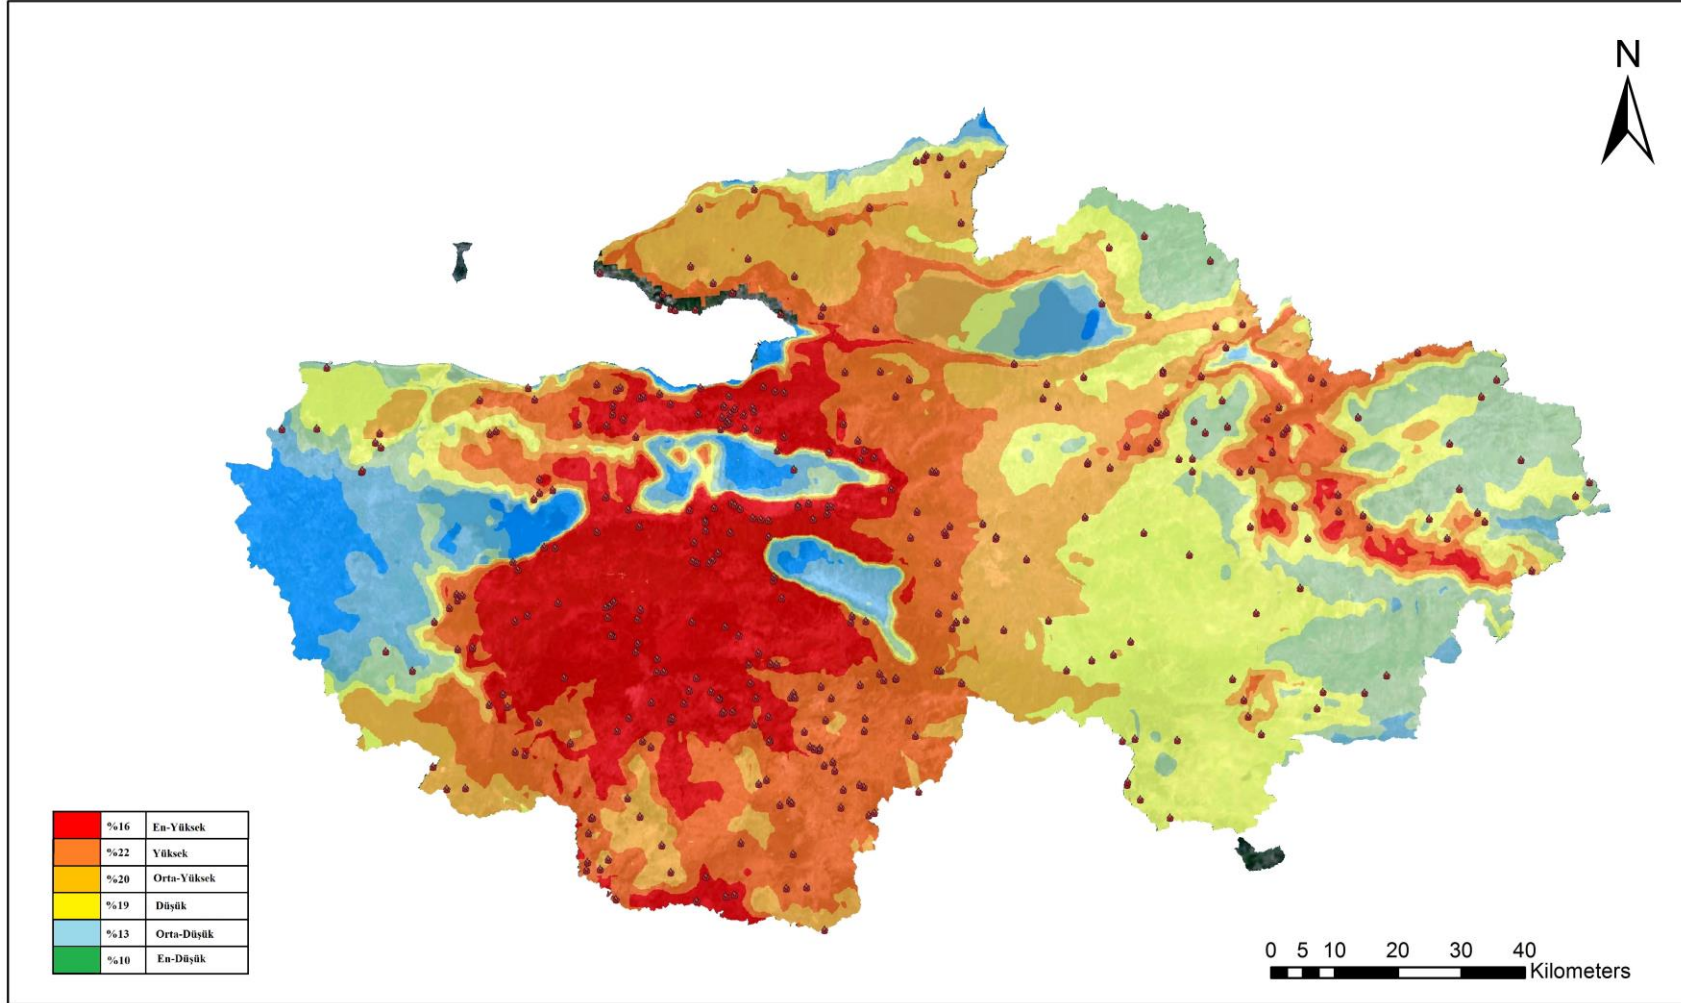 N
%16 En-Yüksek
%22 Yüksek
%20 Orta-Yüksek
%19 Düşük
%13 Orta-Düşük
%10 En-Düşük
0 5 10 20 30 40
Kilometers